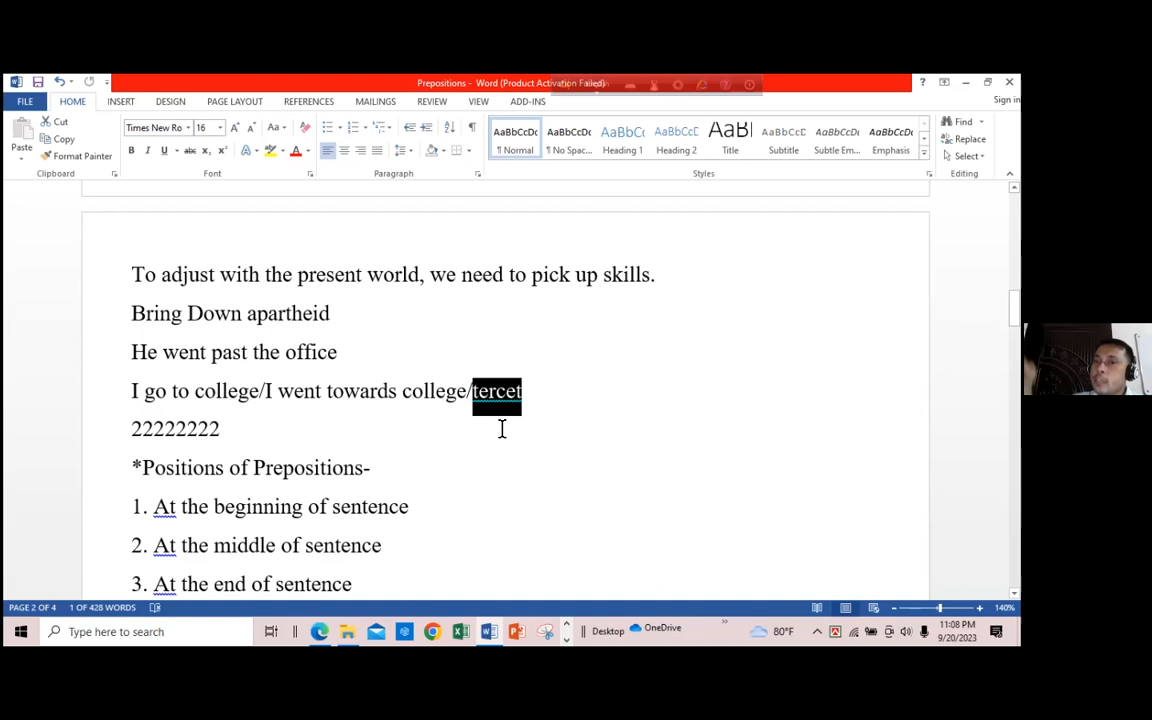 Prepositions - Word (Product Activation Failed)
FILE HOME INSERT DESIGN PAGE LAYOUT REFERENCES MAILINGS REVIEW VIEW ADD-INS Sign in
Cut
Copy
Format Painter
Paste
Times New Ro 16
AaBbCcDc AaBbCcDc AaBbC AaBbCcD AaB AaBbCcD AaBbCcDc AaBbCcDc
¶ Normal ¶ No Spac... Heading 1 Heading 2 Title Subtitle Subtle Em... Emphasis
Find
Replace
Select
Clipboard Font Paragraph Styles Editing
To adjust with the present world, we need to pick up skills.
Bring Down apartheid
He went past the office
I go to college/I went towards college/tercet
22222222
*Positions of Prepositions-
1. At the beginning of sentence
2. At the middle of sentence
3. At the end of sentence
PAGE 2 OF 4 1 OF 428 WORDS 140%
Type here to search Desktop OneDrive 80°F 11:08 PM
9/20/2023